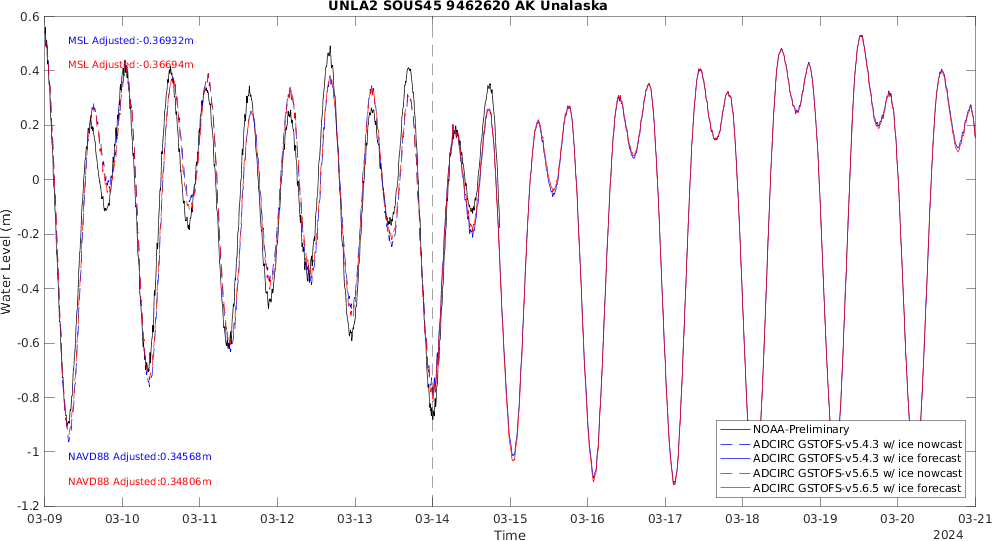 UNLA2 SOUS45 9462620 AK Unalaska
0.6
0.4
0.2
0
-0.2
-0.4
-0.6
-0.8
-1
-1.2
Water Level (m)
MSL Adjusted:-0.36932m
MSL Adjusted:-0.36694m
NAVD88 Adjusted:0.34568m
NAVD88 Adjusted:0.34806m
NOAA-Preliminary
ADCIRC GSTOFS-v5.4.3 w/ ice nowcast
ADCIRC GSTOFS-v5.4.3 w/ ice forecast
ADCIRC GSTOFS-v5.6.5 w/ ice nowcast
ADCIRC GSTOFS-v5.6.5 w/ ice forecast
03-09 03-10 03-11 03-12 03-13 03-14 03-15 03-16 03-17 03-18 03-19 03-20 03-21
Time
2024